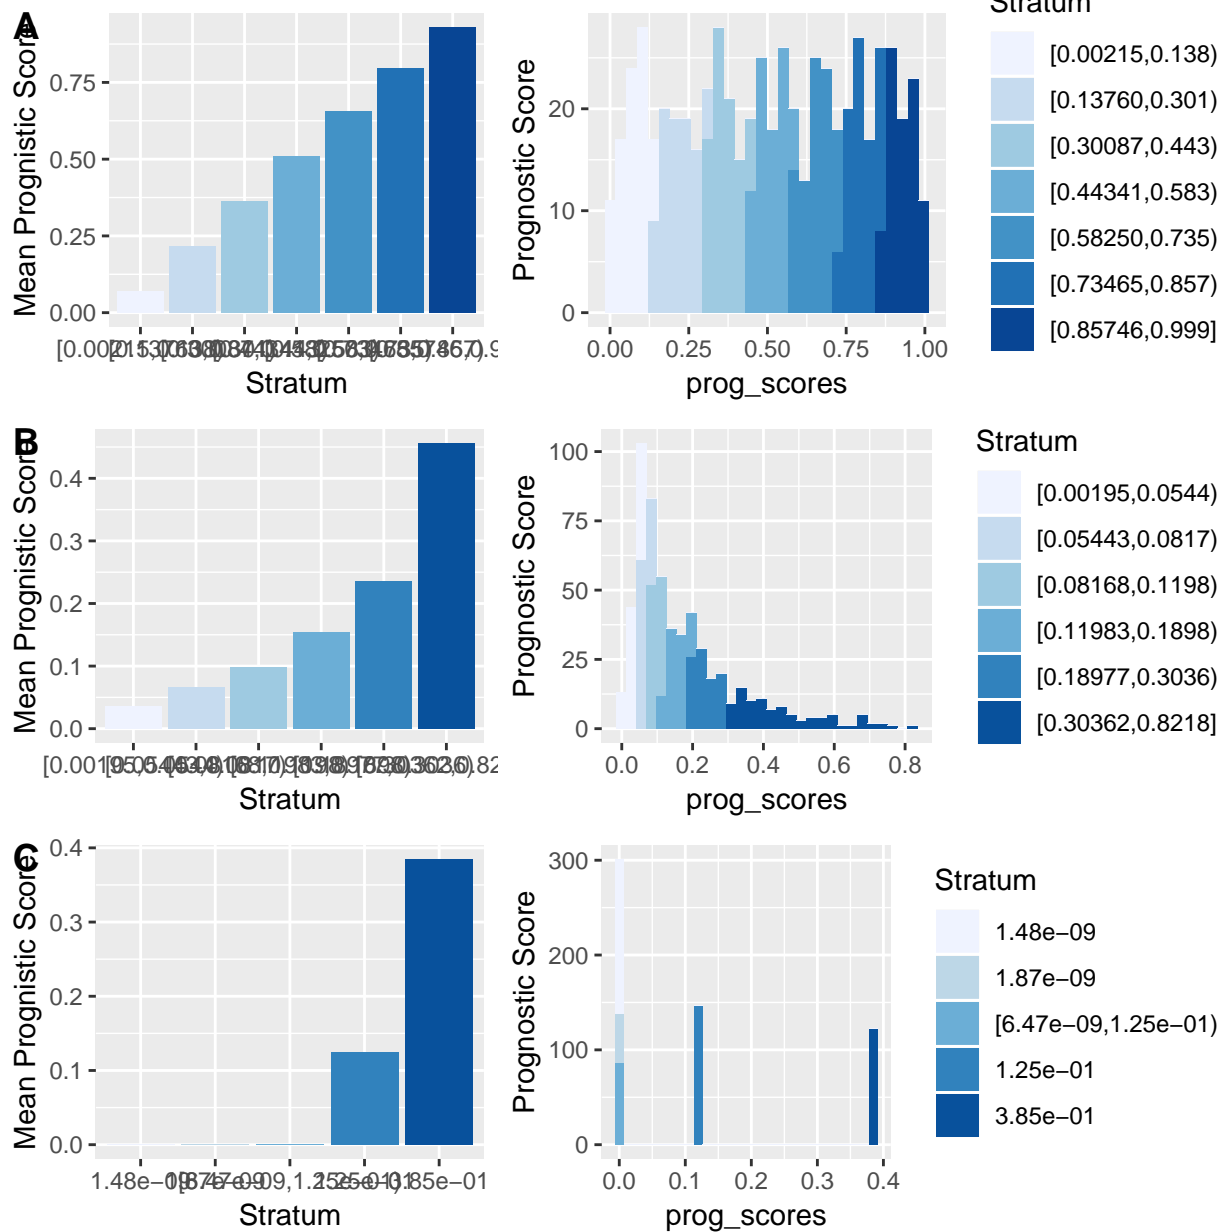 A
Mean Prognistic Score
0.75
0.50
0.25
0.00
Stratum
Prognostic Score
20
10
0
0.00 0.25 0.50 0.75 1.00
prog_scores
Stratum
[0.00215,0.138)
[0.13760,0.301)
[0.30087,0.443)
[0.44341,0.583)
[0.58250,0.735)
[0.73465,0.857)
[0.85746,0.999]
B
Mean Prognistic Score
0.4
0.3
0.2
0.1
0.0
Stratum
Prognostic Score
100
75
50
25
0
0.0 0.2 0.4 0.6 0.8
prog_scores
Stratum
[0.00195,0.0544)
[0.05443,0.0817)
[0.08168,0.1198)
[0.11983,0.1898)
[0.18977,0.3036)
[0.30362,0.8218]
C
Mean Prognistic Score
0.4
0.3
0.2
0.1
0.0
Stratum
Prognostic Score
300
200
100
0
0.0 0.1 0.2 0.3 0.4
prog_scores
Stratum
1.48e−09
1.87e−09
[6.47e−09,1.25e−01)
1.25e−01
3.85e−01